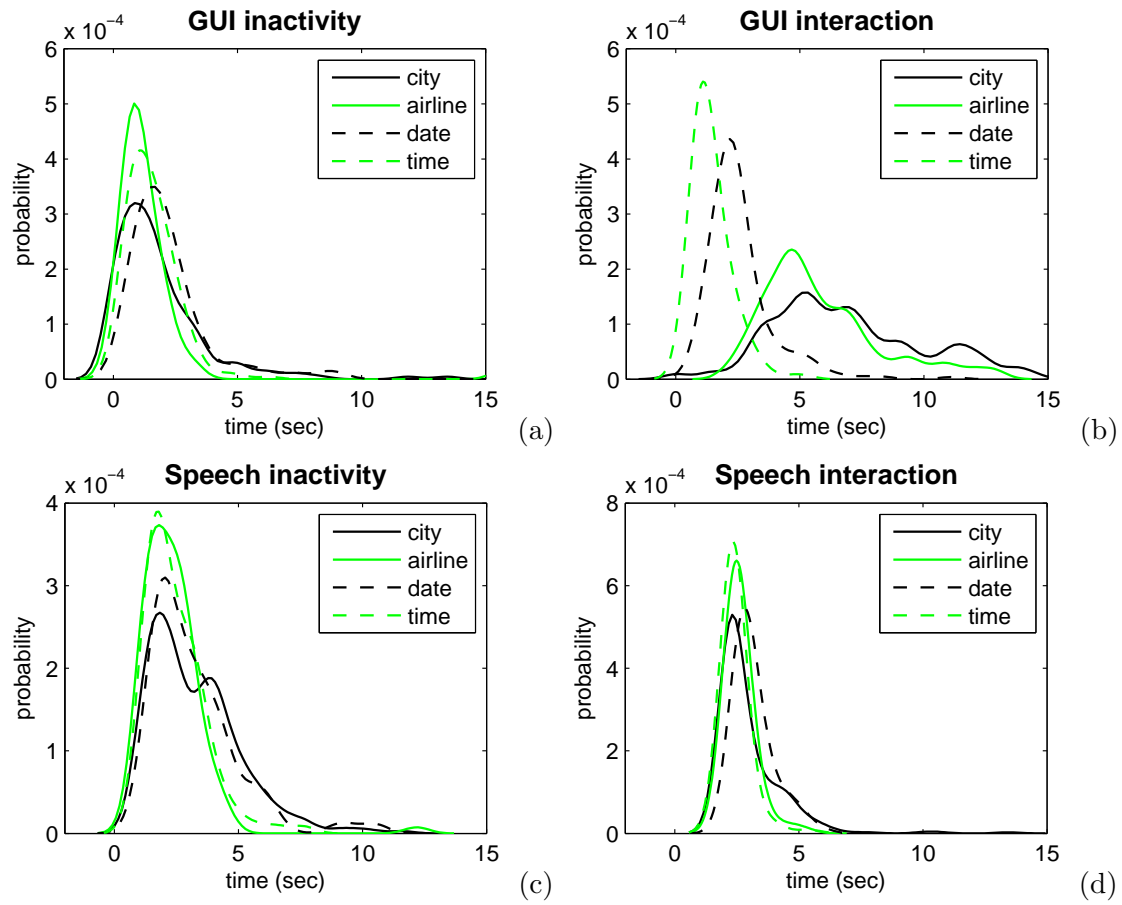 GUI inactivity
x 10−4
6
5
4
3
2
1
0
probability
0 5 10 15
time (sec)
city
airline
date
time
(a)
GUI interaction
x 10−4
6
5
4
3
2
1
0
probability
0 5 10 15
time (sec)
city
airline
date
time
(b)
Speech inactivity
x 10−4
4
3
2
1
0
probability
0 5 10 15
time (sec)
city
airline
date
time
(c)
Speech interaction
x 10−4
8
6
4
2
0
probability
0 5 10 15
time (sec)
city
airline
date
time
(d)